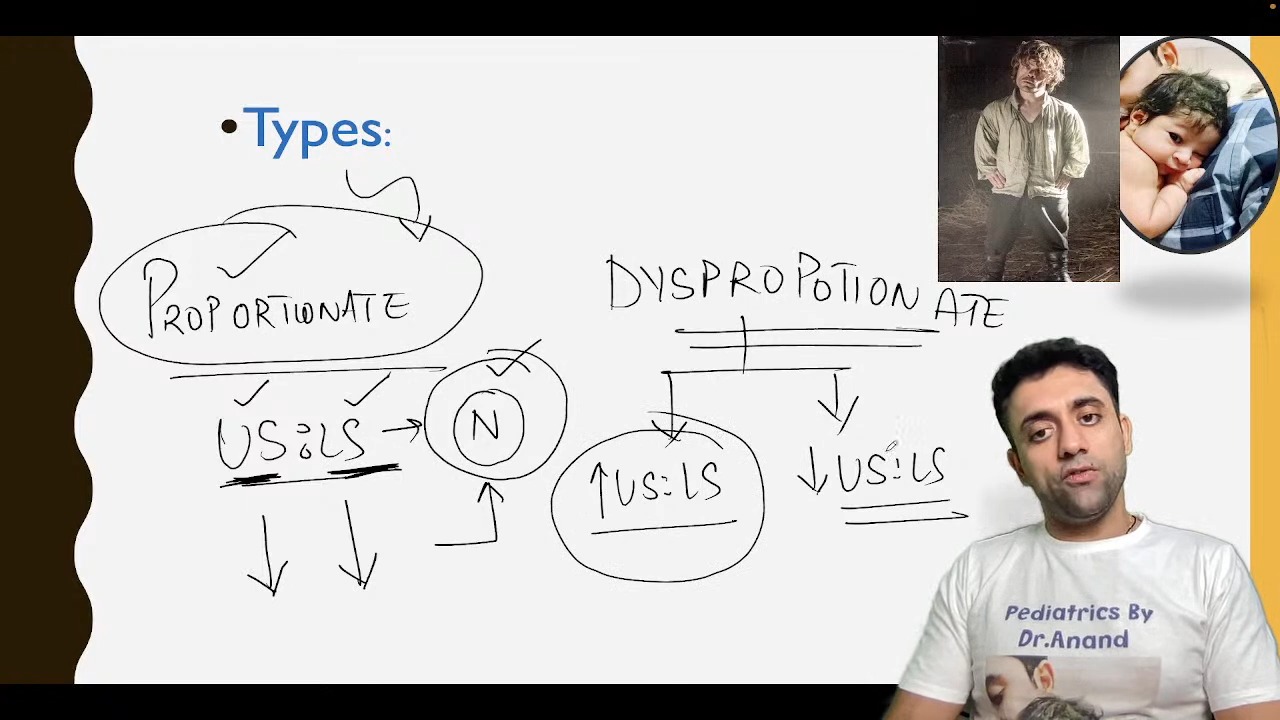 • Types:
PROPORTIONATE
DYSPROPOTIONATE
US:LS → N
↑US:LS
↓US:LS
Pediatrics By
Dr.Anand